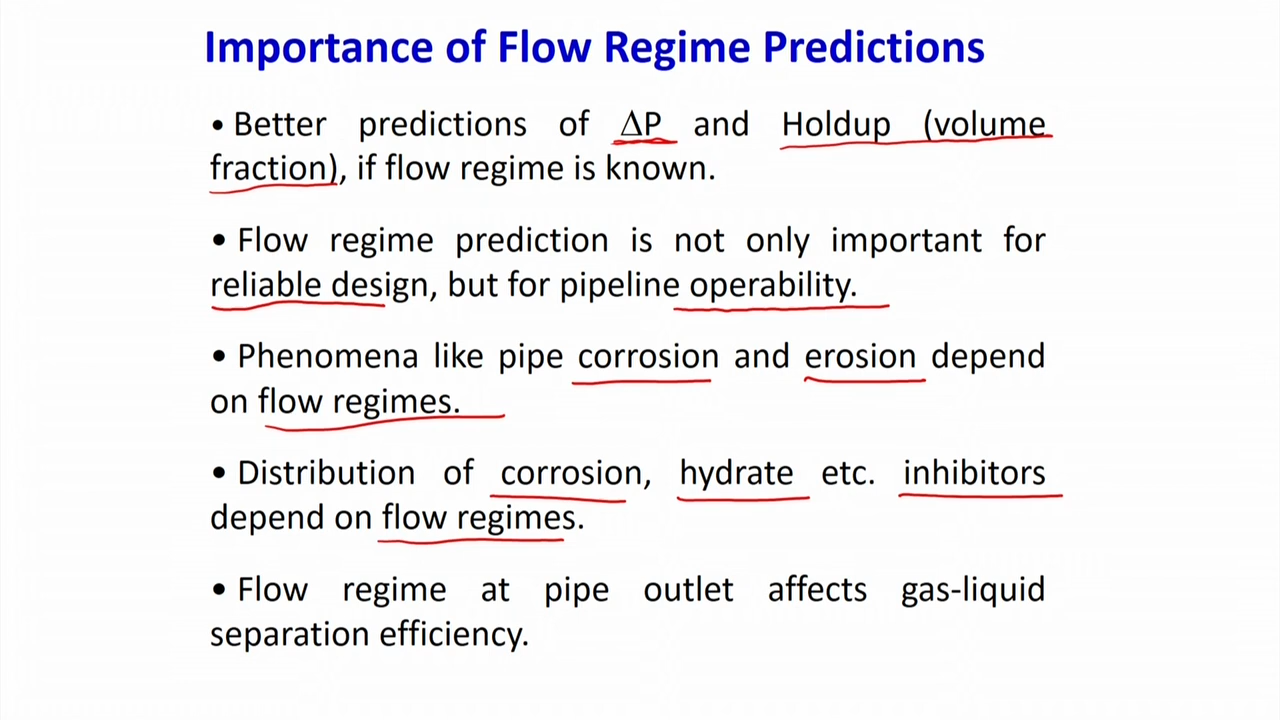 Importance of Flow Regime Predictions
• Better predictions of ΔP and Holdup (volume
fraction), if flow regime is known.
• Flow regime prediction is not only important for
reliable design, but for pipeline operability.
• Phenomena like pipe corrosion and erosion depend
on flow regimes.
• Distribution of corrosion, hydrate etc. inhibitors
depend on flow regimes.
• Flow regime at pipe outlet affects gas-liquid
separation efficiency.